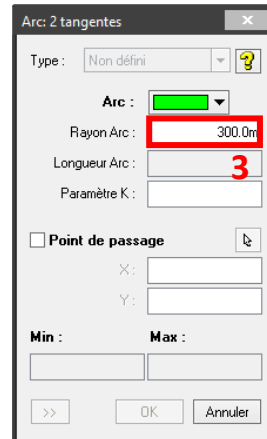 Arc: 2 tangentes
Type : Non défini
Arc :
Rayon Arc : 300.0m
Longueur Arc :
3
Paramètre K :
Point de passage
X :
Y :
Min : Max :
>> OK Annuler